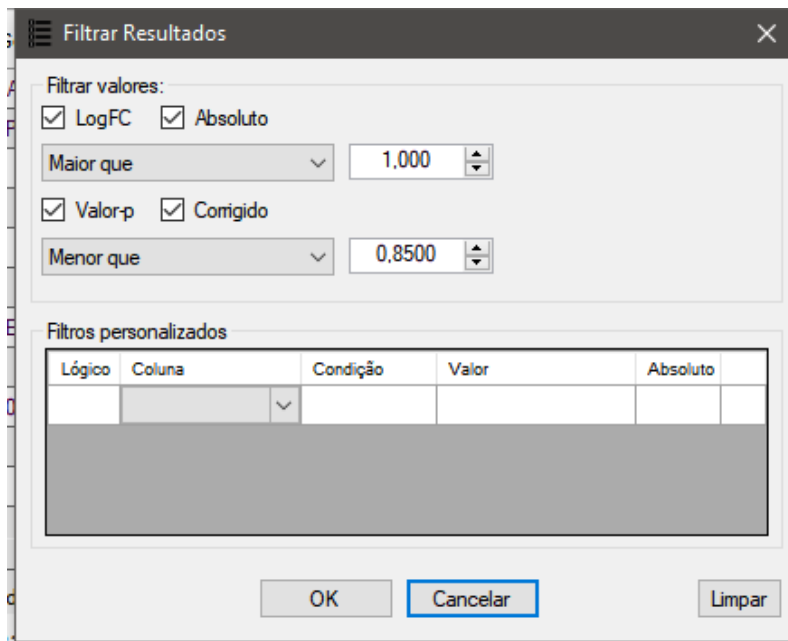 Filtrar Resultados
Filtrar valores:
LogFC Absoluto
Maior que 1,000
Valor-p Corrigido
Menor que 0,8500
Filtros personalizados
Lógico Coluna Condição Valor Absoluto
OK Cancelar Limpar